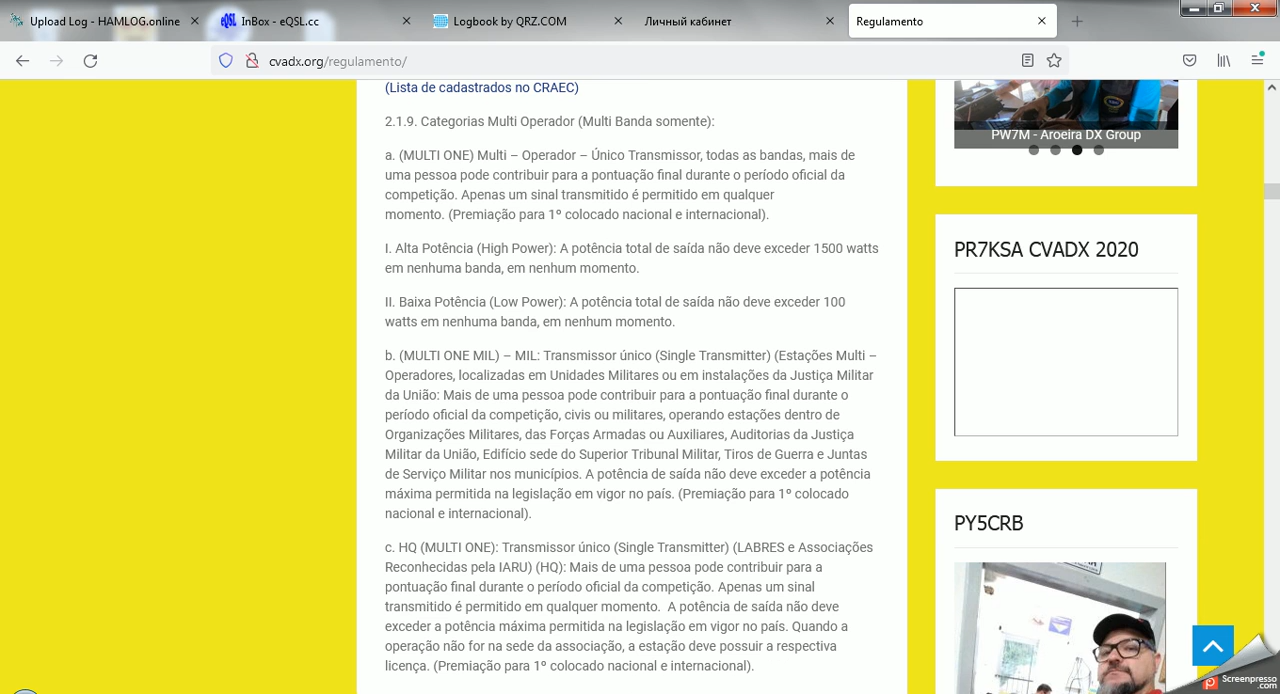 Upload Log - HAMLOG.online
InBox - eQSL.cc
Logbook by QRZ.COM
Личный кабинет
Regulamento
cvadx.org/regulamento/
(Lista de cadastrados no CRAEC)
2.1.9. Categorias Multi Operador (Multi Banda somente):
a. (MULTI ONE) Multi – Operador – Único Transmissor, todas as bandas, mais de
uma pessoa pode contribuir para a pontuação final durante o período oficial da
competição. Apenas um sinal transmitido é permitido em qualquer
momento. (Premiação para 1º colocado nacional e internacional).
I. Alta Potência (High Power): A potência total de saída não deve exceder 1500 watts
em nenhuma banda, em nenhum momento.
II. Baixa Potência (Low Power): A potência total de saída não deve exceder 100
watts em nenhuma banda, em nenhum momento.
b. (MULTI ONE MIL) – MIL: Transmissor único (Single Transmitter) (Estações Multi –
Operadores, localizadas em Unidades Militares ou em instalações da Justiça Militar
da União: Mais de uma pessoa pode contribuir para a pontuação final durante o
período oficial da competição, civis ou militares, operando estações dentro de
Organizações Militares, das Forças Armadas ou Auxiliares, Auditorias da Justiça
Militar da União, Edifício sede do Superior Tribunal Militar, Tiros de Guerra e Juntas
de Serviço Militar nos municípios. A potência de saída não deve exceder a potência
máxima permitida na legislação em vigor no país. (Premiação para 1º colocado
nacional e internacional).
c. HQ (MULTI ONE): Transmissor único (Single Transmitter) (LABRES e Associações
Reconhecidas pela IARU) (HQ): Mais de uma pessoa pode contribuir para a
pontuação final durante o período oficial da competição. Apenas um sinal
transmitido é permitido em qualquer momento.  A potência de saída não deve
exceder a potência máxima permitida na legislação em vigor no país. Quando a
operação não for na sede da associação, a estação deve possuir a respectiva
licença. (Premiação para 1º colocado nacional e internacional).
PW7M - Aroeira DX Group
PR7KSA CVADX 2020
PY5CRB
Screenpresso
.com